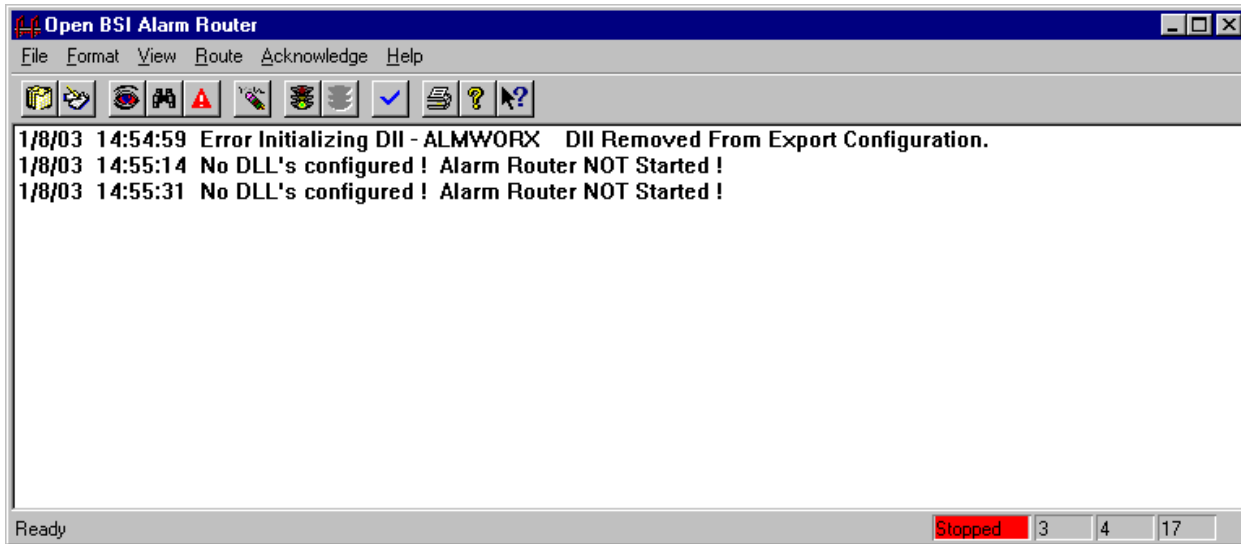 Open BSI Alarm Router
File Format View Route Acknowledge Help
1/8/03 14:54:59 Error Initializing Dll - ALMWORX Dll Removed From Export Configuration.
1/8/03 14:55:14 No DLL's configured ! Alarm Router NOT Started !
1/8/03 14:55:31 No DLL's configured ! Alarm Router NOT Started !
Ready Stopped 3 4 17